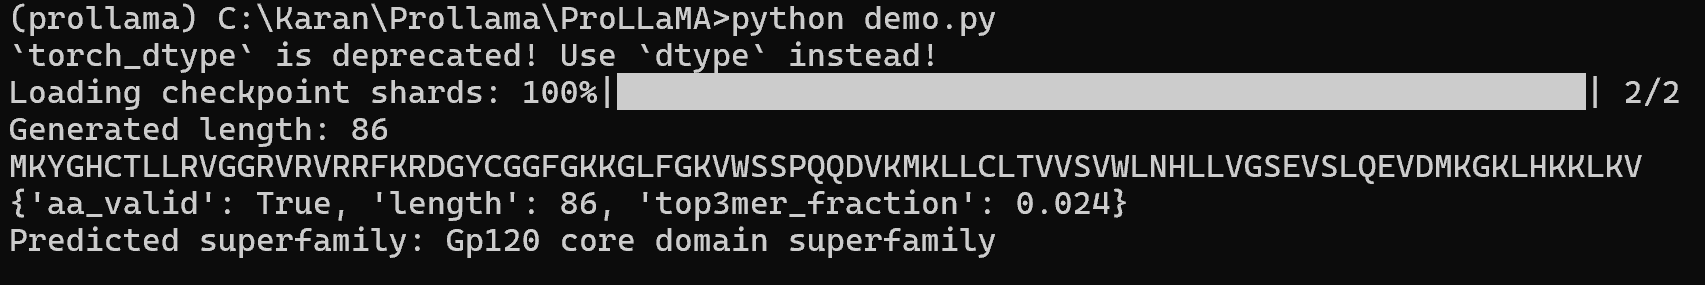 (prollama) C:\Karan\Prollama\ProLLaMA>python demo.py
`torch_dtype` is deprecated! Use `dtype` instead!
Loading checkpoint shards: 100%|██████████| 2/2
Generated length: 86
MKYGHCTLLRVGGRVRVRRFKRDGYCGGFGKKGLFGKVWSSPQQDVKMKLLCLTVVSVWLNHLLVGSEVSLQEVDMKGKLHKKLKV
{'aa_valid': True, 'length': 86, 'top3mer_fraction': 0.024}
Predicted superfamily: Gp120 core domain superfamily